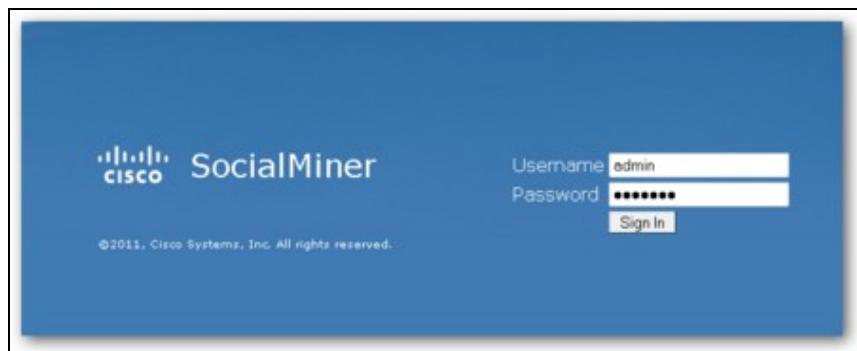 CISCO SocialMiner
Username admin
Password •••••••
Sign In
©2011, Cisco Systems, Inc. All rights reserved.